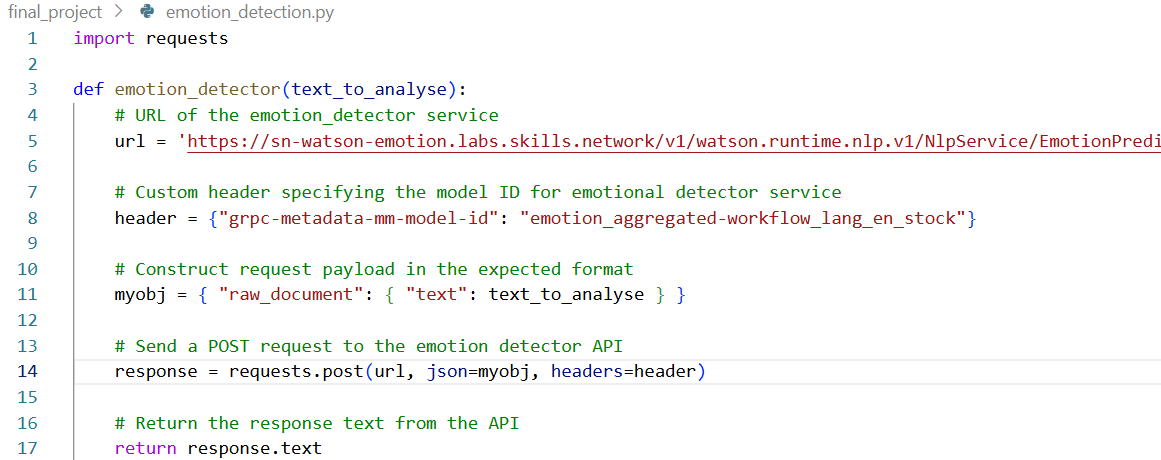 final_project > emotion_detection.py
1 import requests
2
3 def emotion_detector(text_to_analyse):
4 # URL of the emotion_detector service
5 url = 'https://sn-watson-emotion.labs.skills.network/v1/watson.runtime.nlp.v1/NlpService/EmotionPredi
6
7 # Custom header specifying the model ID for emotional detector service
8 header = {"grpc-metadata-mm-model-id": "emotion_aggregated-workflow_lang_en_stock"}
9
10 # Construct request payload in the expected format
11 myobj = { "raw_document": { "text": text_to_analyse } }
12
13 # Send a POST request to the emotion detector API
14 response = requests.post(url, json=myobj, headers=header)
15
16 # Return the response text from the API
17 return response.text